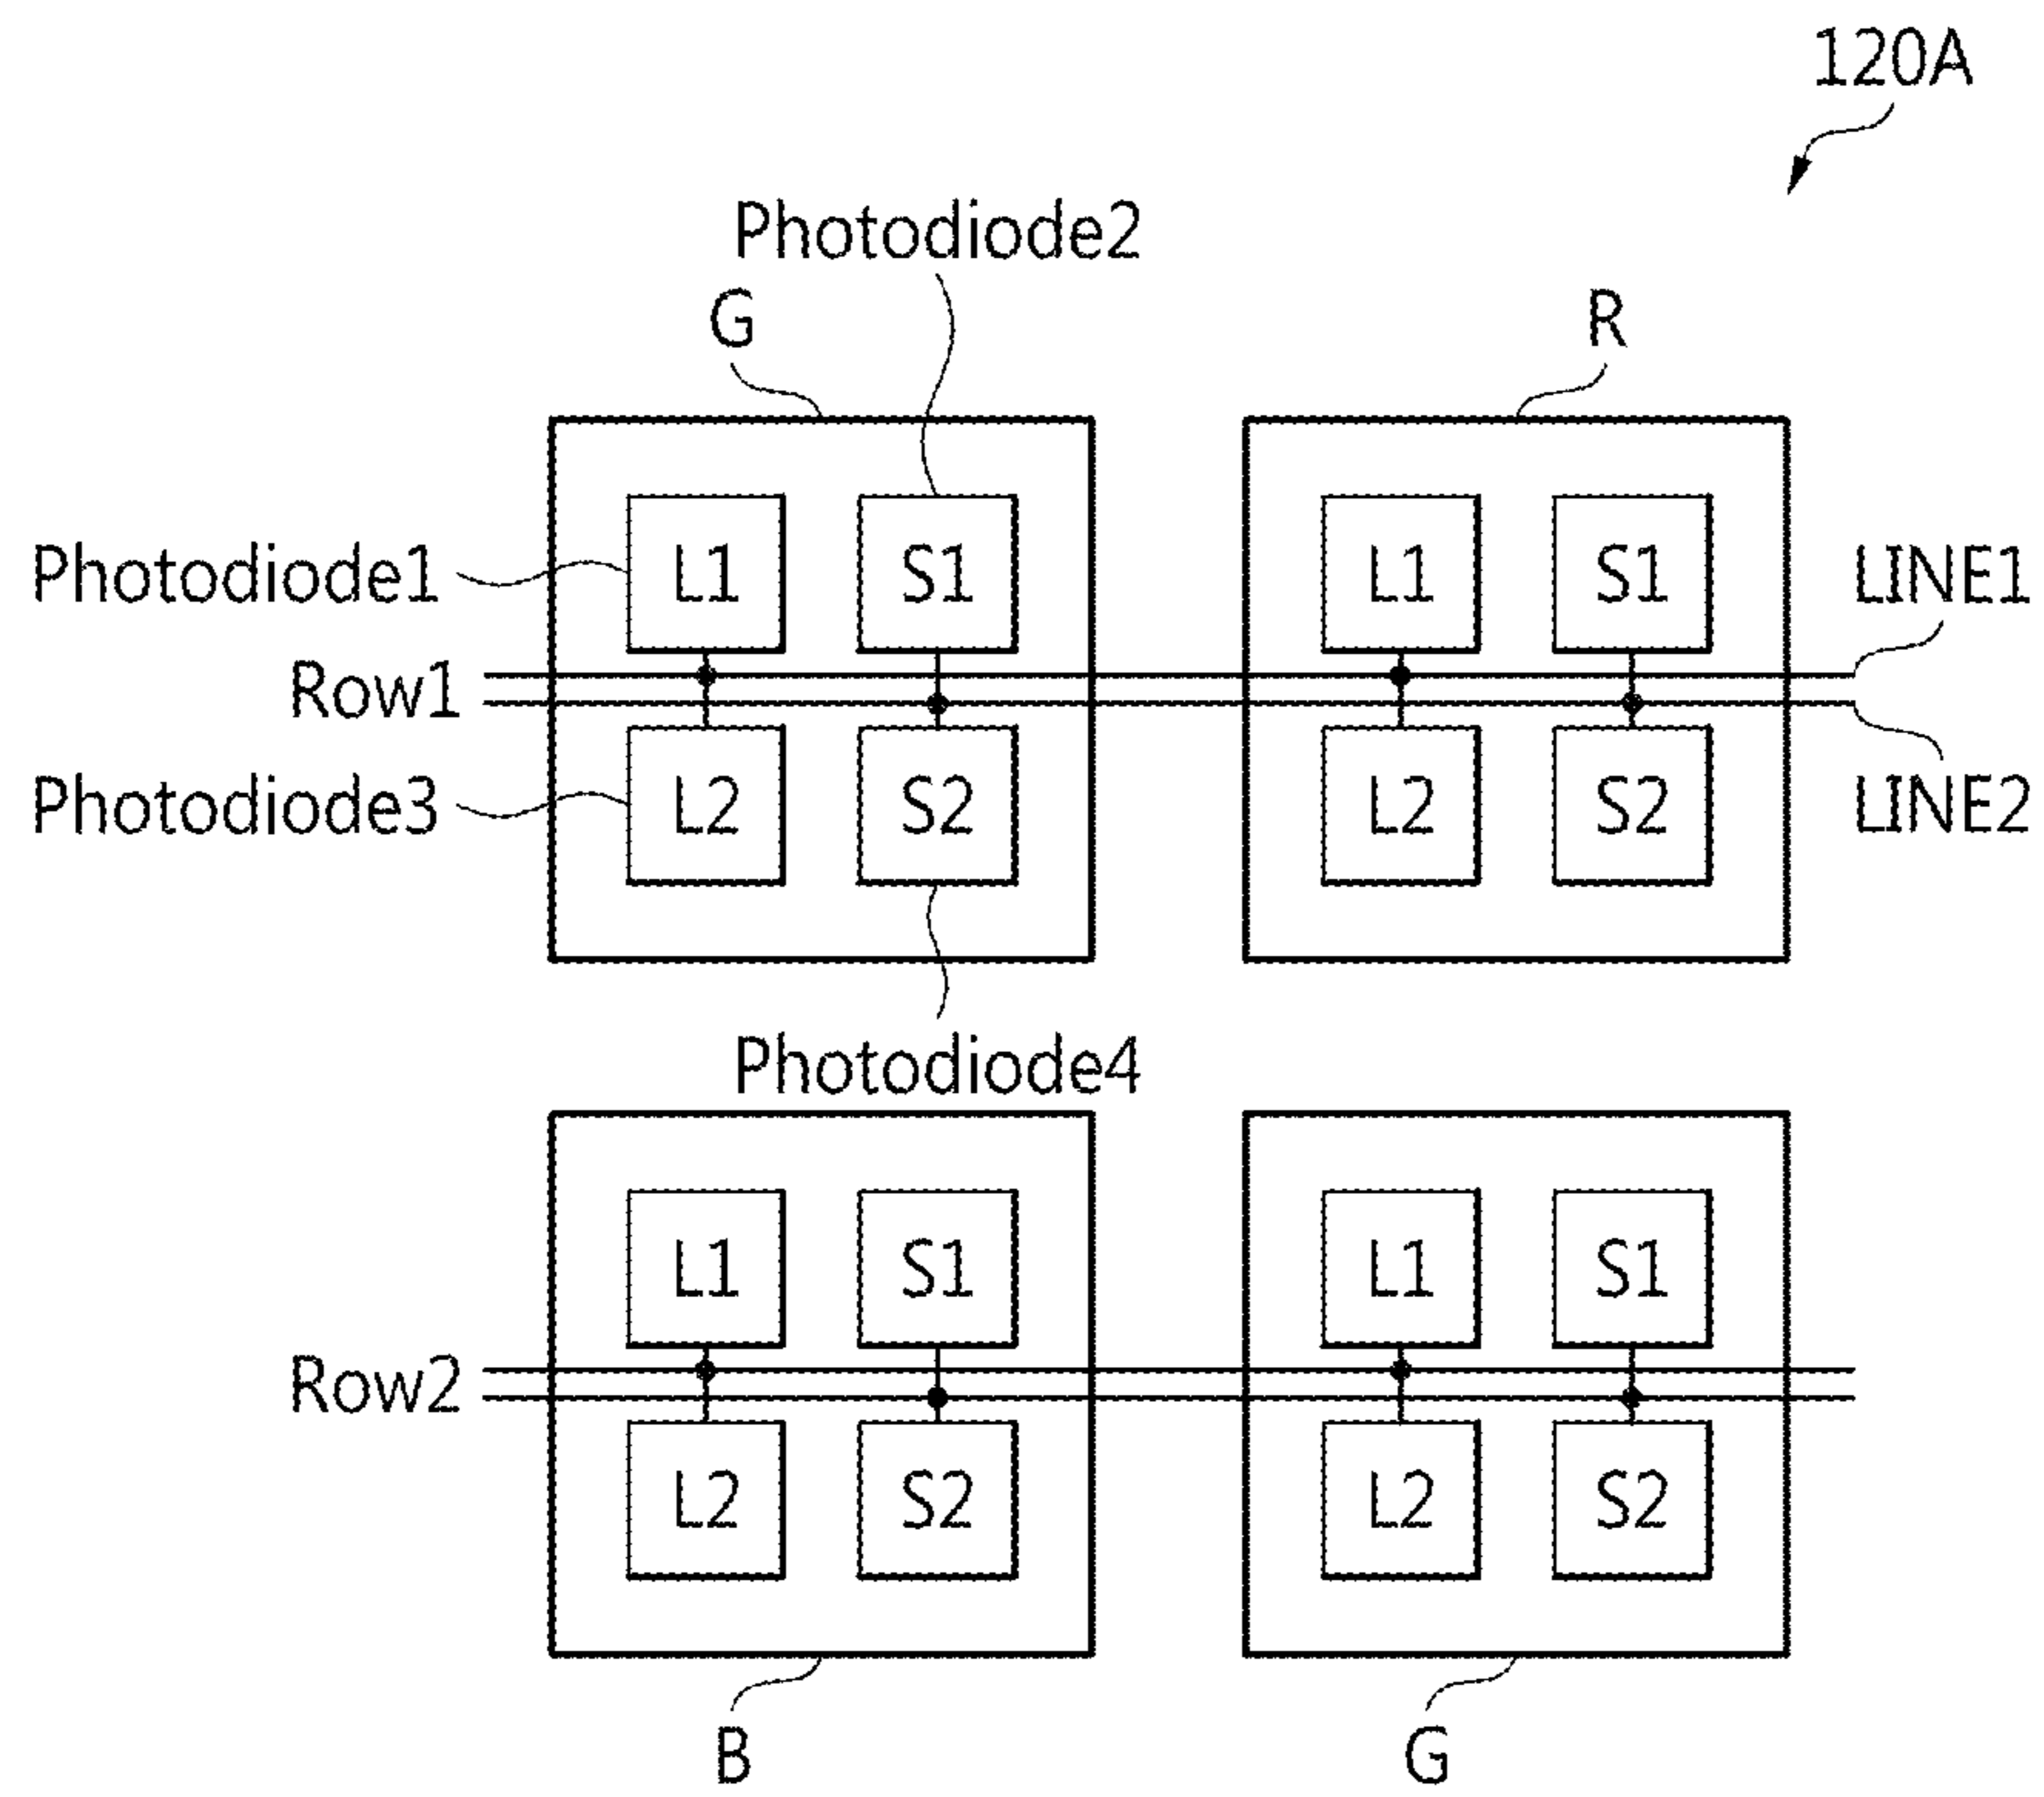 120A
Photodiode2
G R
Photodiode1 L1 S1 L1 S1 LINE1
Row1
Photodiode3 L2 S2 L2 S2 LINE2
Photodiode4
L1 S1 L1 S1
Row2
L2 S2 L2 S2
B G